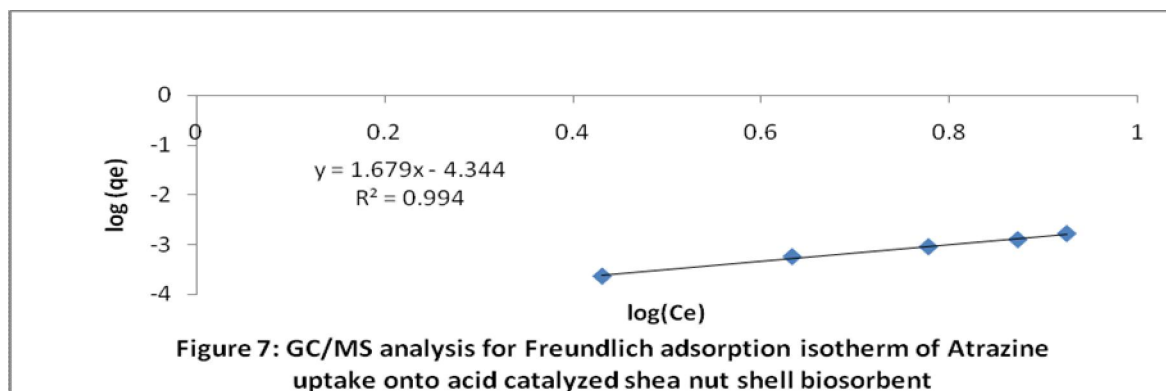 0
0 0.2 0.4 0.6 0.8 1
-1
y = 1.679x - 4.344
R² = 0.994
-2
-3
-4
log (qe)
log(Ce)
Figure 7: GC/MS analysis for Freundlich adsorption isotherm of Atrazine
uptake onto acid catalyzed shea nut shell biosorbent